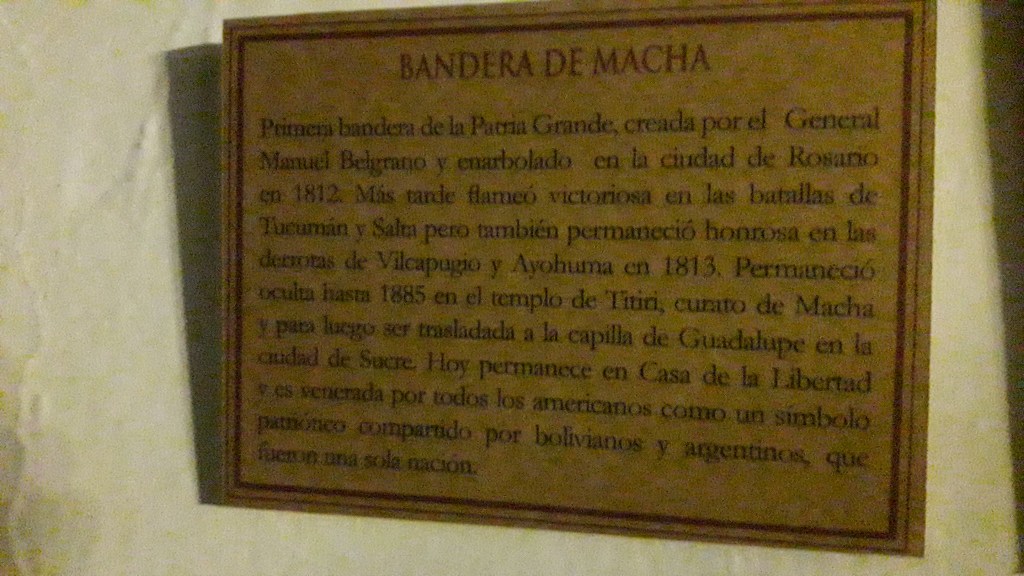 BANDERA DE MACHA
Primera bandera de la Patria Grande, creada por el General
Manuel Belgrano y enarbolado en la ciudad de Rosario
en 1812. Más tarde flameó victoriosa en las batallas de
Tucumán y Salta pero también permaneció honrosa en las
derrotas de Vilcapugio y Ayohuma en 1813. Permaneció
oculta hasta 1885 en el templo de Titiri, curato de Macha
y para luego ser trasladada a la capilla de Guadalupe en la
ciudad de Sucre. Hoy permanece en Casa de la Libertad
y es venerada por todos los americanos como un símbolo
patriótico compartido por bolivianos y argentinos, que
fueron una sola nación.